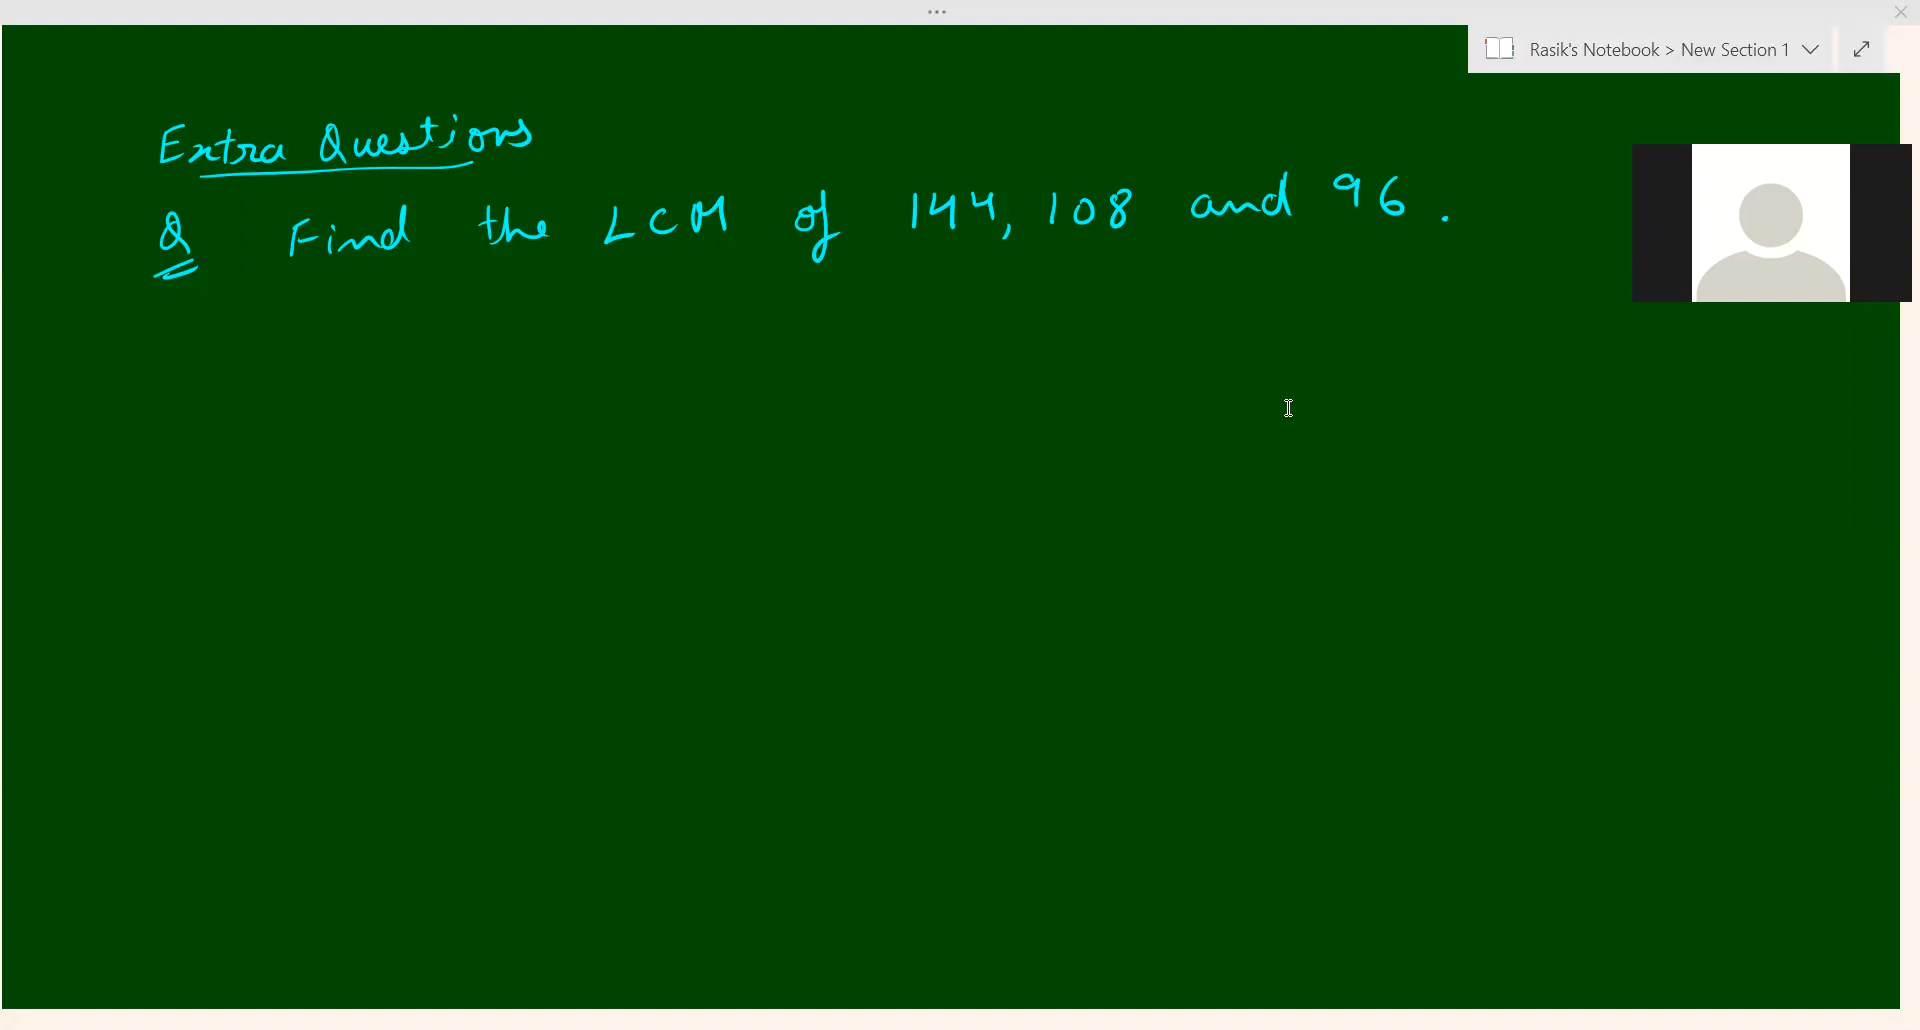 Rasik's Notebook > New Section 1
Extra Questions
Q Find the LCM of 144, 108 and 96.